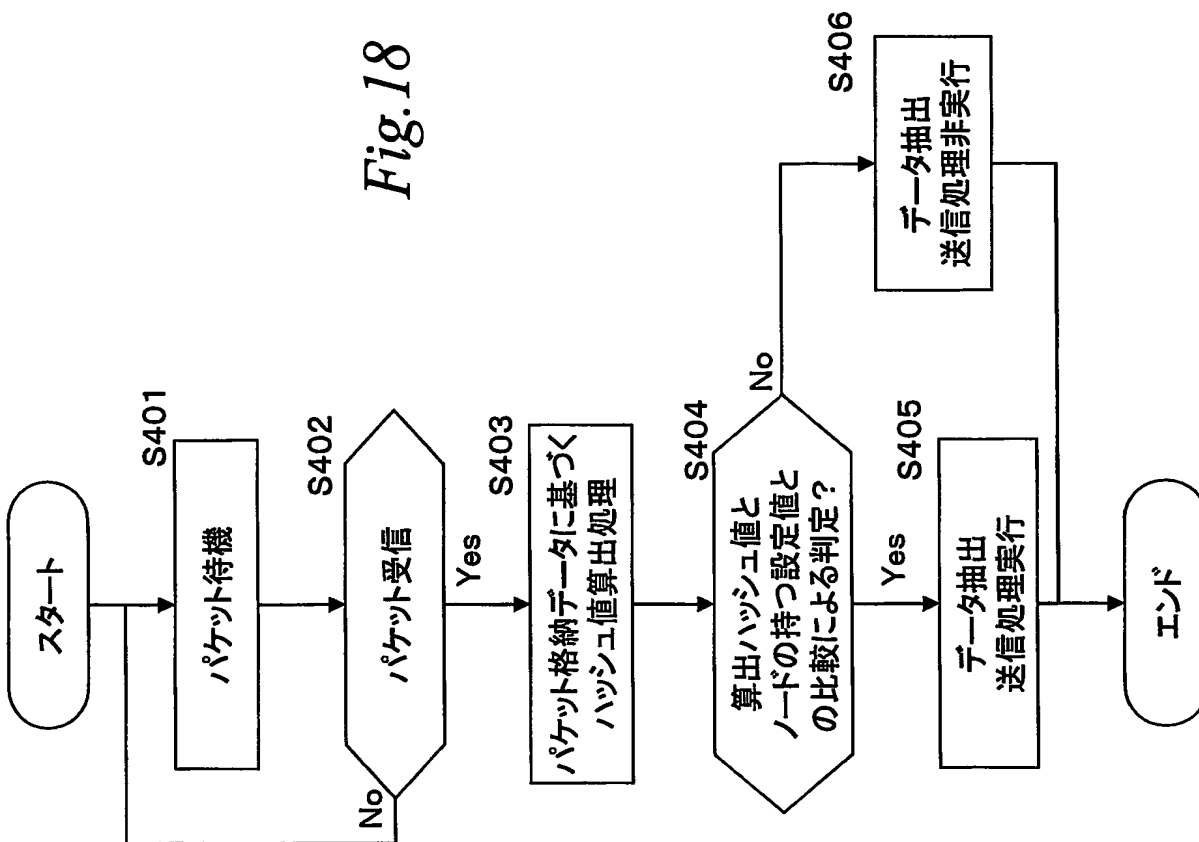 Fig.18
スタート
S401
パケット待機
S402
パケット受信
No
Yes
S403
パケット格納データに基づく
ハッシュ値算出処理
S404
算出ハッシュ値と
ノードの持つ設定値と
の比較による判定？
No
Yes
S405
データ抽出
送信処理実行
S406
データ抽出
送信処理非実行
エンド